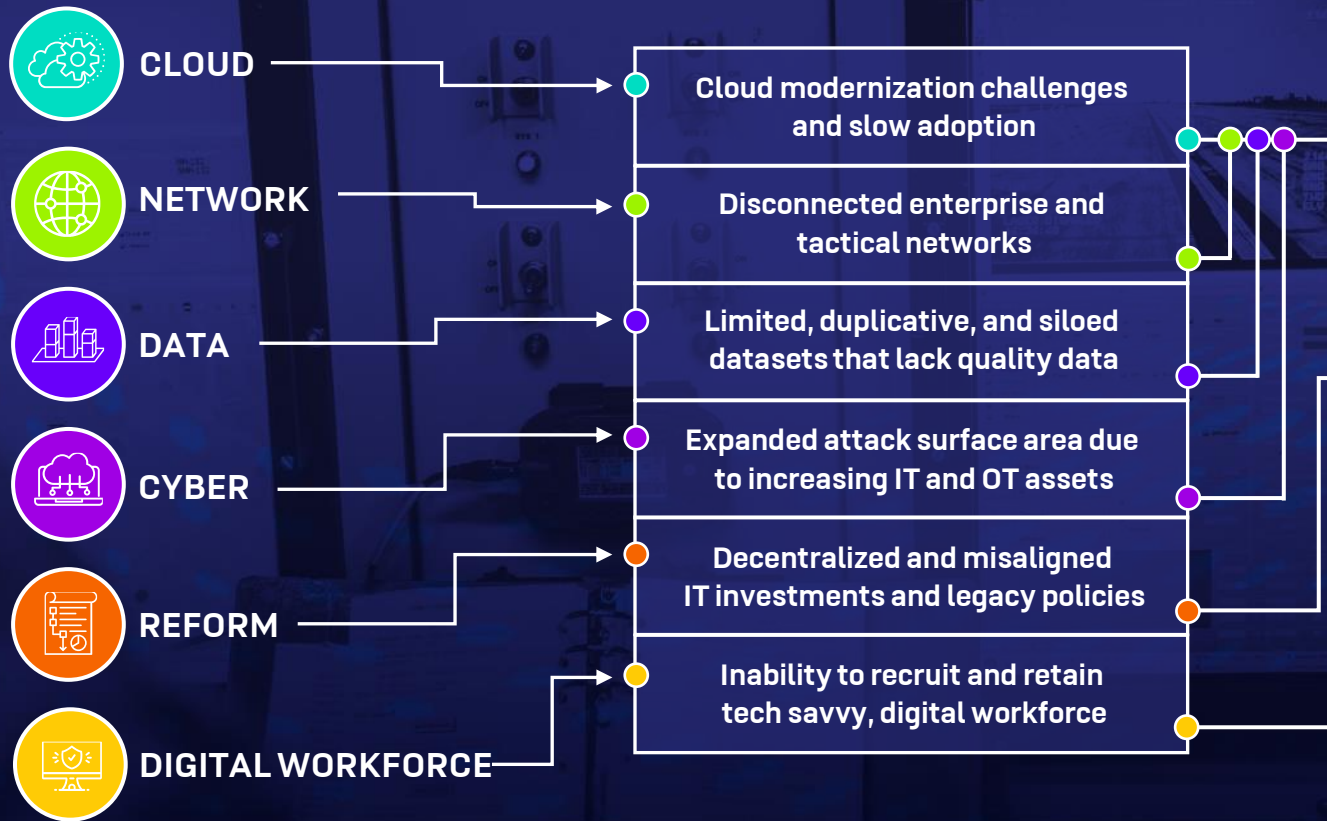 CLOUD
Cloud modernization challenges
and slow adoption
NETWORK
Disconnected enterprise and
tactical networks
DATA
Limited, duplicative, and siloed
datasets that lack quality data
CYBER
Expanded attack surface area due
to increasing IT and OT assets
REFORM
Decentralized and misaligned
IT investments and legacy policies
DIGITAL WORKFORCE
Inability to recruit and retain
tech savvy, digital workforce